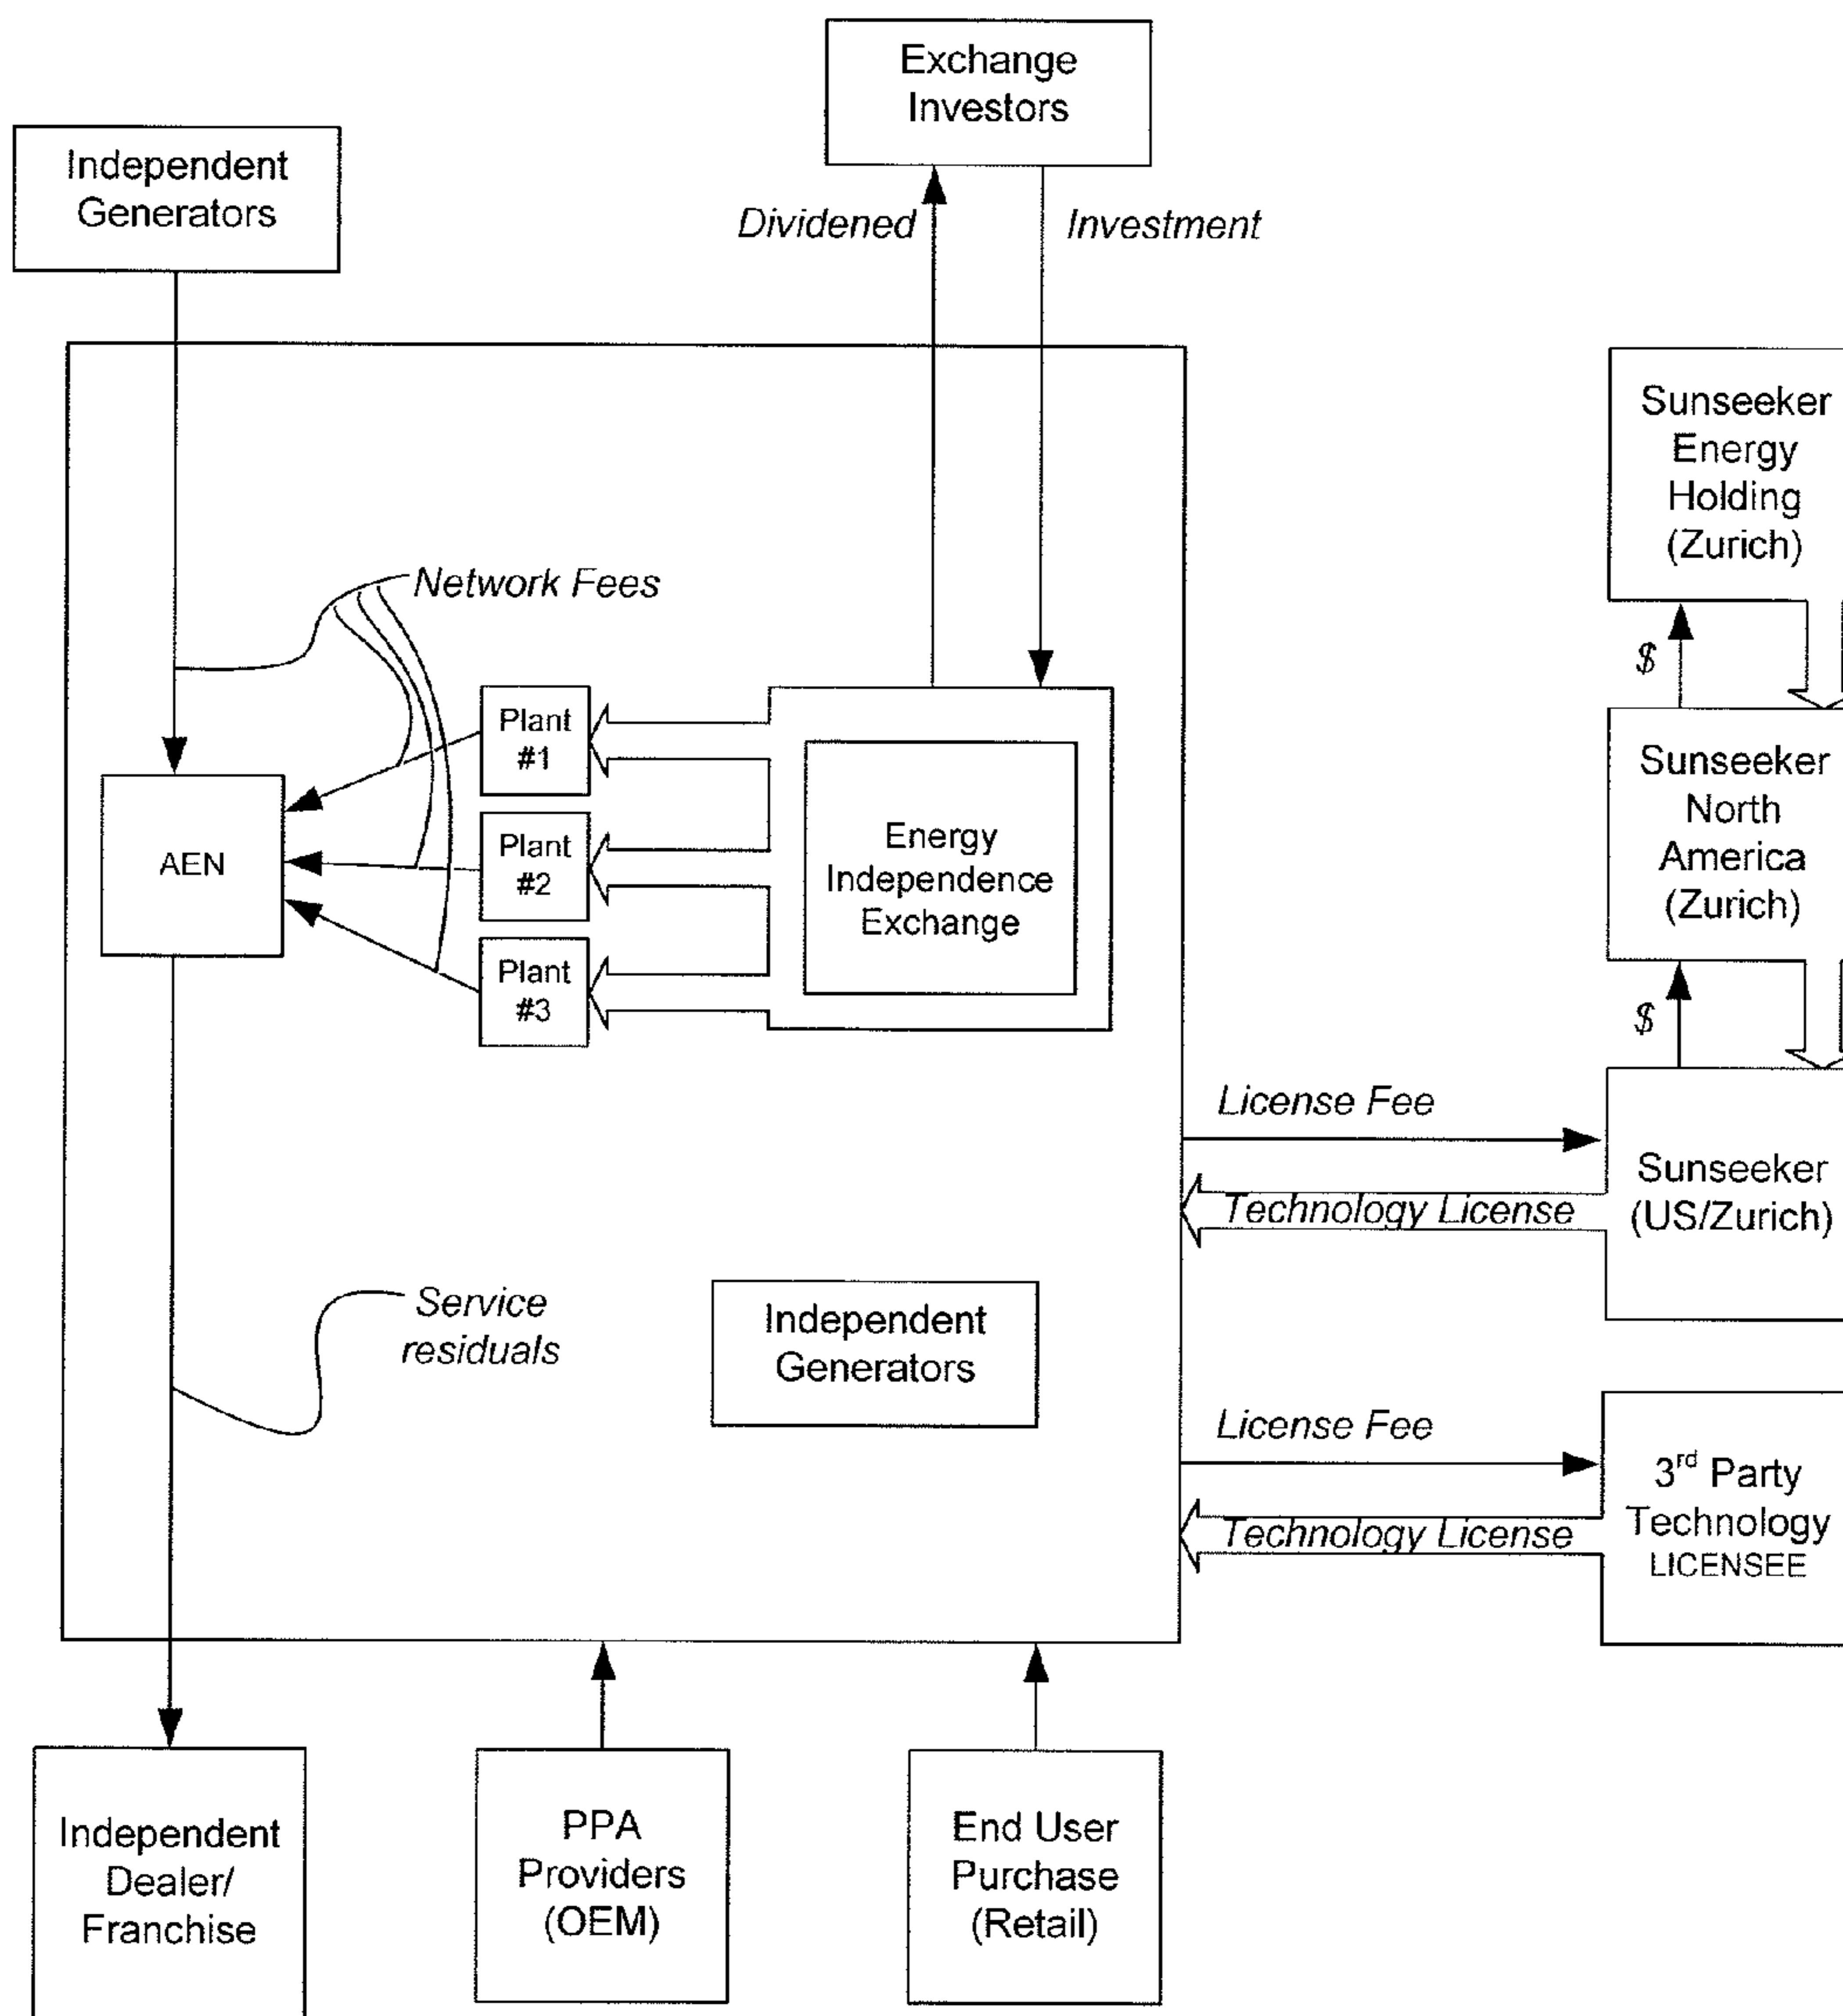 Exchange
Investors
Independent
Generators
Dividened
Investment
Sunseeker
Energy
Holding
(Zurich)
Network Fees
$
Plant
#1
Sunseeker
North
America
(Zurich)
AEN
Plant
#2
Energy
Independence
Exchange
Plant
#3
$
License Fee
Sunseeker
(US/Zurich)
Technology License
Service
residuals
Independent
Generators
License Fee
3rd Party
Technology
LICENSEE
Technology License
Independent
Dealer/
Franchise
PPA
Providers
(OEM)
End User
Purchase
(Retail)